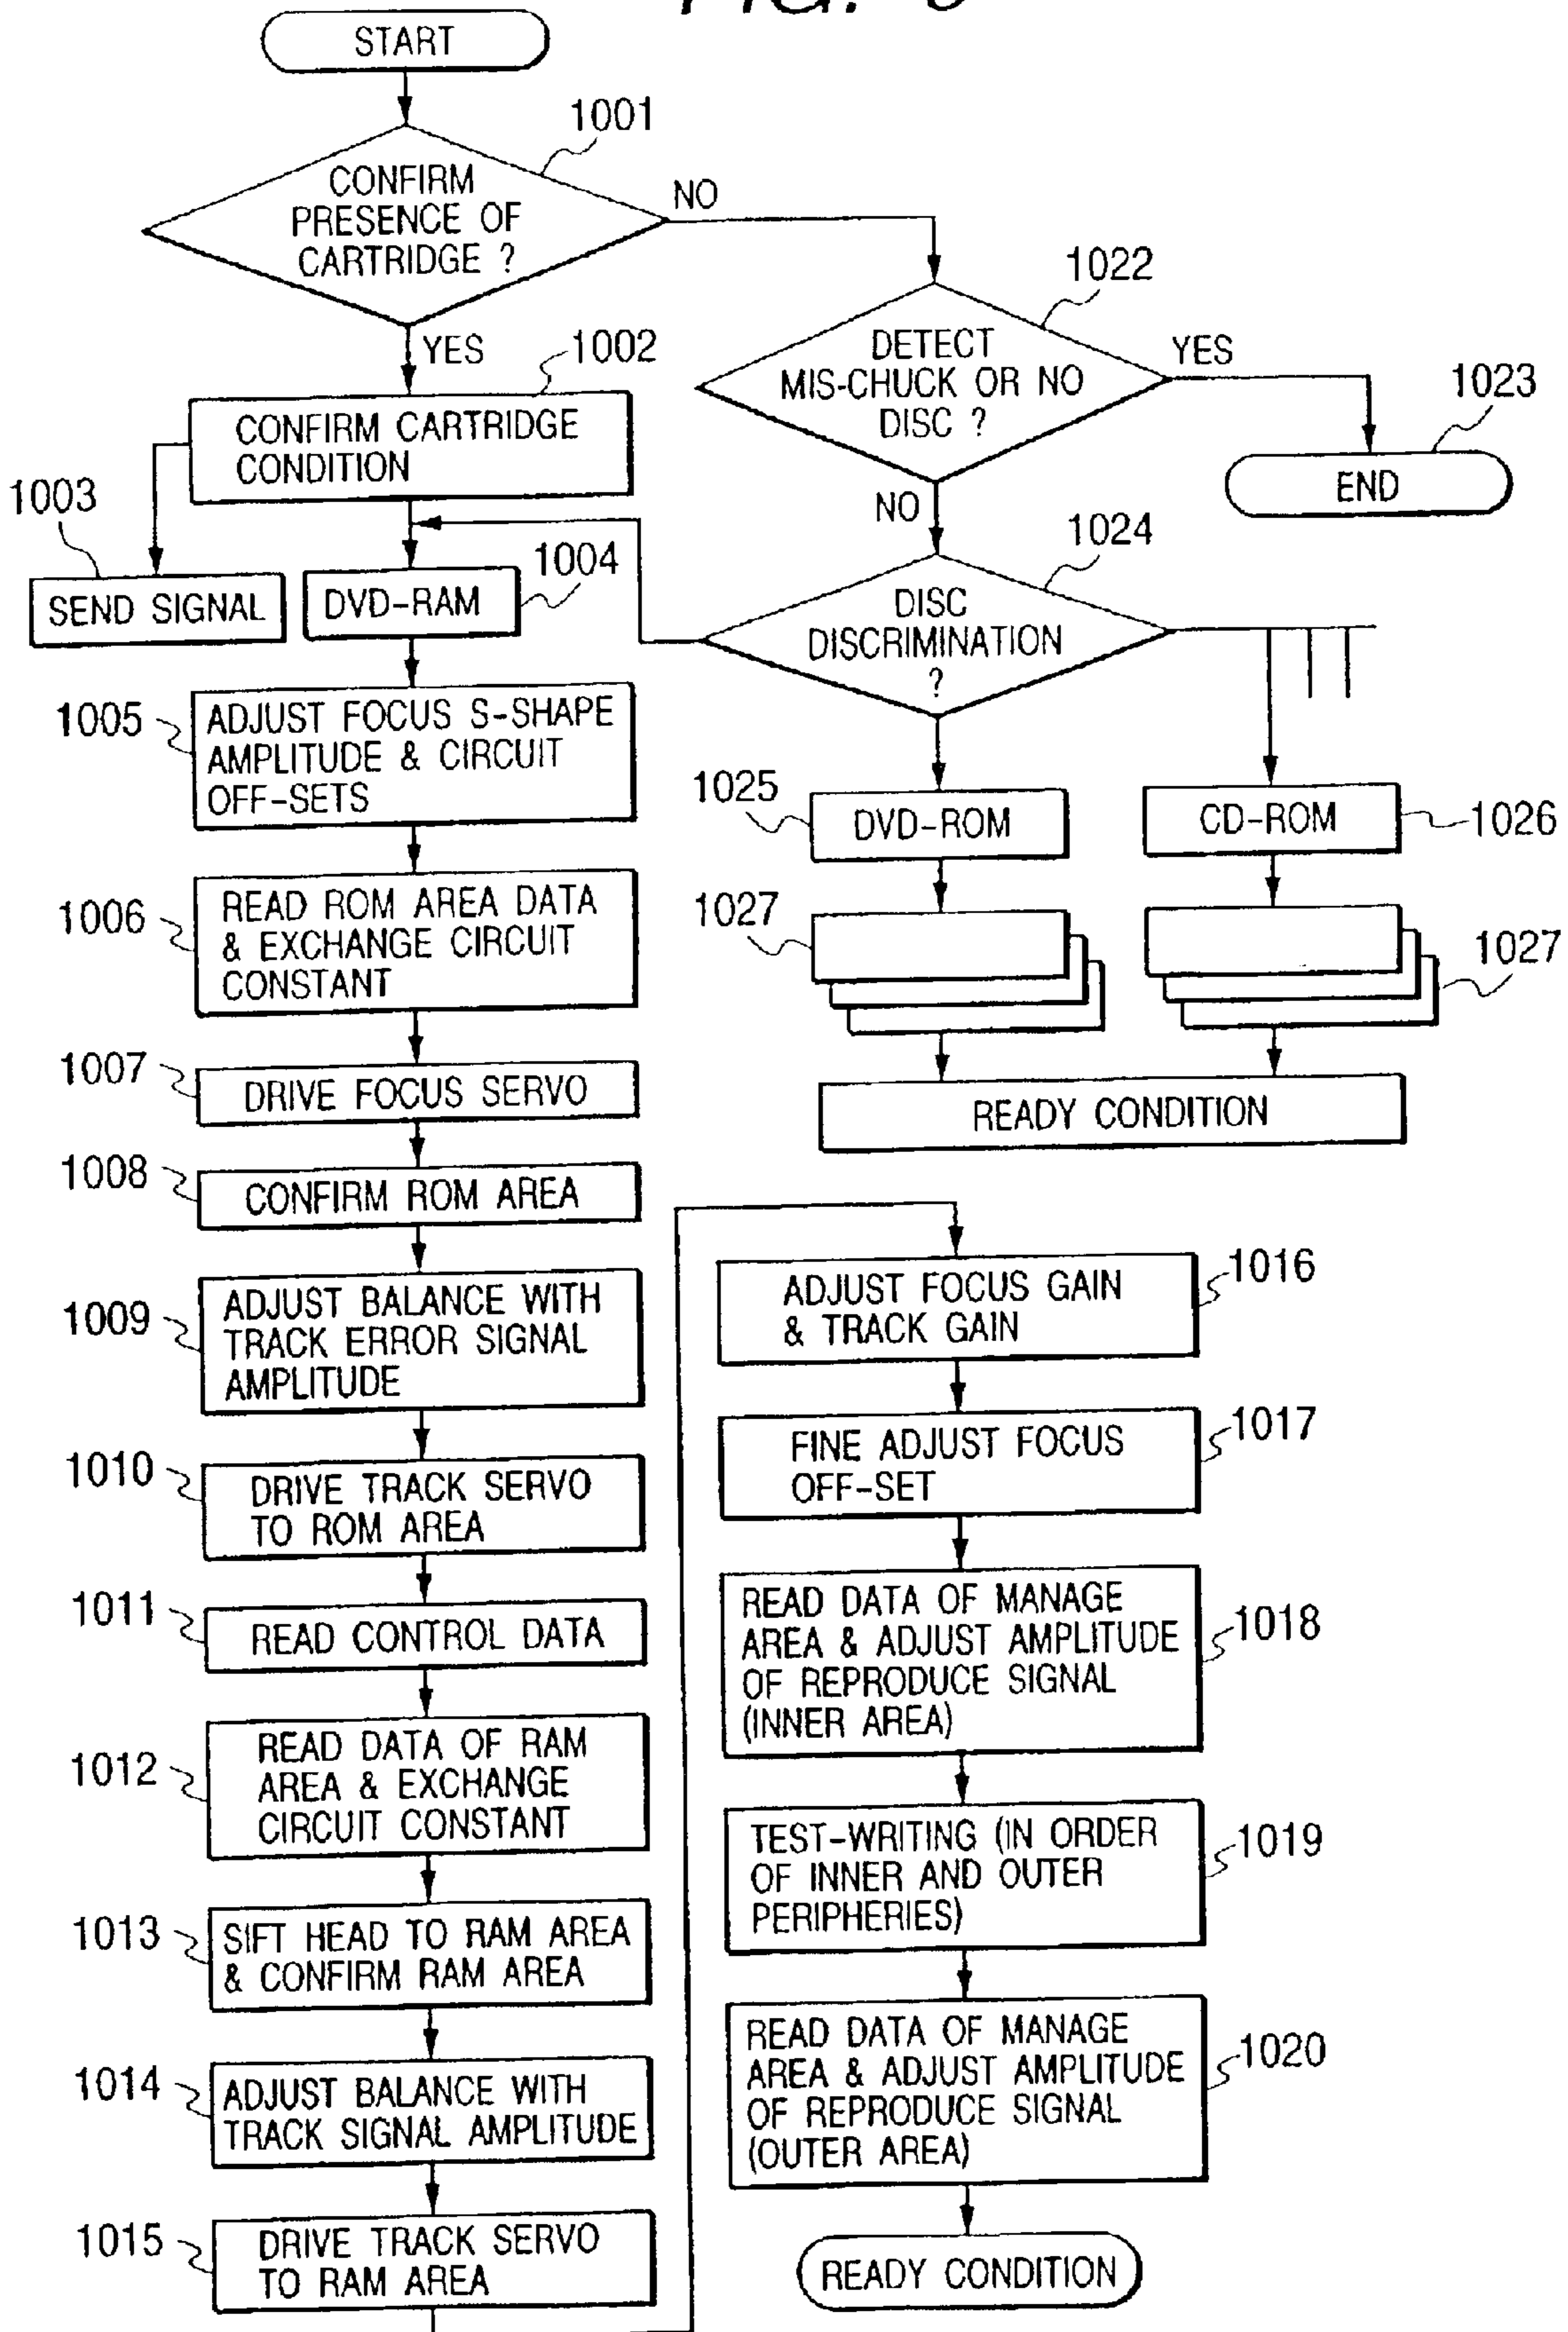 START
1001
CONFIRM
PRESENCE OF
CARTRIDGE ?
NO
YES
1002
CONFIRM CARTRIDGE
CONDITION
1003
SEND SIGNAL
DVD-RAM
1004
1022
DETECT
MIS-CHUCK OR NO
DISC ?
YES
1023
END
NO
1024
DISC
DISCRIMINATION
?
1005
ADJUST FOCUS S-SHAPE
AMPLITUDE & CIRCUIT
OFF-SETS
1006
READ ROM AREA DATA
& EXCHANGE CIRCUIT
CONSTANT
1007
DRIVE FOCUS SERVO
1008
CONFIRM ROM AREA
1009
ADJUST BALANCE WITH
TRACK ERROR SIGNAL
AMPLITUDE
1010
DRIVE TRACK SERVO
TO ROM AREA
1011
READ CONTROL DATA
1012
READ DATA OF RAM
AREA & EXCHANGE
CIRCUIT CONSTANT
1013
SIFT HEAD TO RAM AREA
& CONFIRM RAM AREA
1014
ADJUST BALANCE WITH
TRACK SIGNAL AMPLITUDE
1015
DRIVE TRACK SERVO
TO RAM AREA
1025
DVD-ROM
CD-ROM
1026
1027
1027
READY CONDITION
ADJUST FOCUS GAIN
& TRACK GAIN
1016
FINE ADJUST FOCUS
OFF-SET
1017
READ DATA OF MANAGE
AREA & ADJUST AMPLITUDE
OF REPRODUCE SIGNAL
(INNER AREA)
1018
TEST-WRITING (IN ORDER
OF INNER AND OUTER
PERIPHERIES)
1019
READ DATA OF MANAGE
AREA & ADJUST AMPLITUDE
OF REPRODUCE SIGNAL
(OUTER AREA)
1020
READY CONDITION